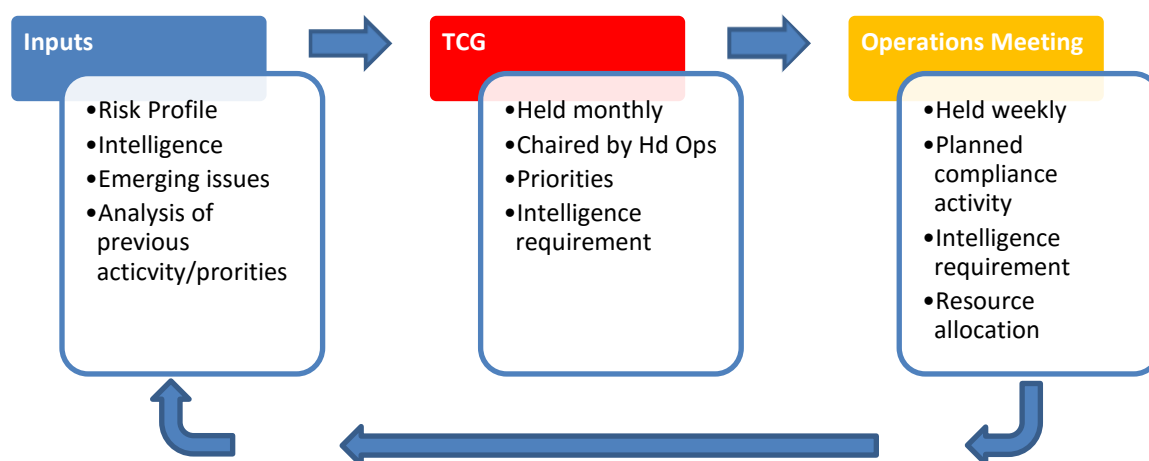 Inputs
•Risk Profile
•Intelligence
•Emerging issues
•Analysis of
previous
acticvity/prorities
TCG
•Held monthly
•Chaired by Hd Ops
•Priorities
•Intelligence
requirement
Operations Meeting
•Held weekly
•Planned
compliance
activity
•Intelligence
requirement
•Resource
allocation